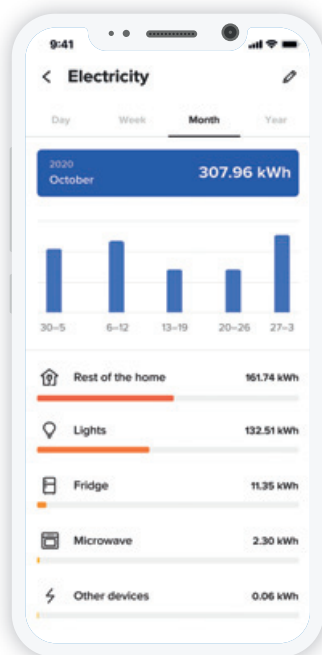 9:41
Electricity
Day Week Month Year
2020
October 307.96 kWh
30–5 6–12 13–19 20–26 27–3
Rest of the home 161.74 kWh
Lights 132.51 kWh
Fridge 11.35 kWh
Microwave 2.30 kWh
Other devices 0.06 kWh